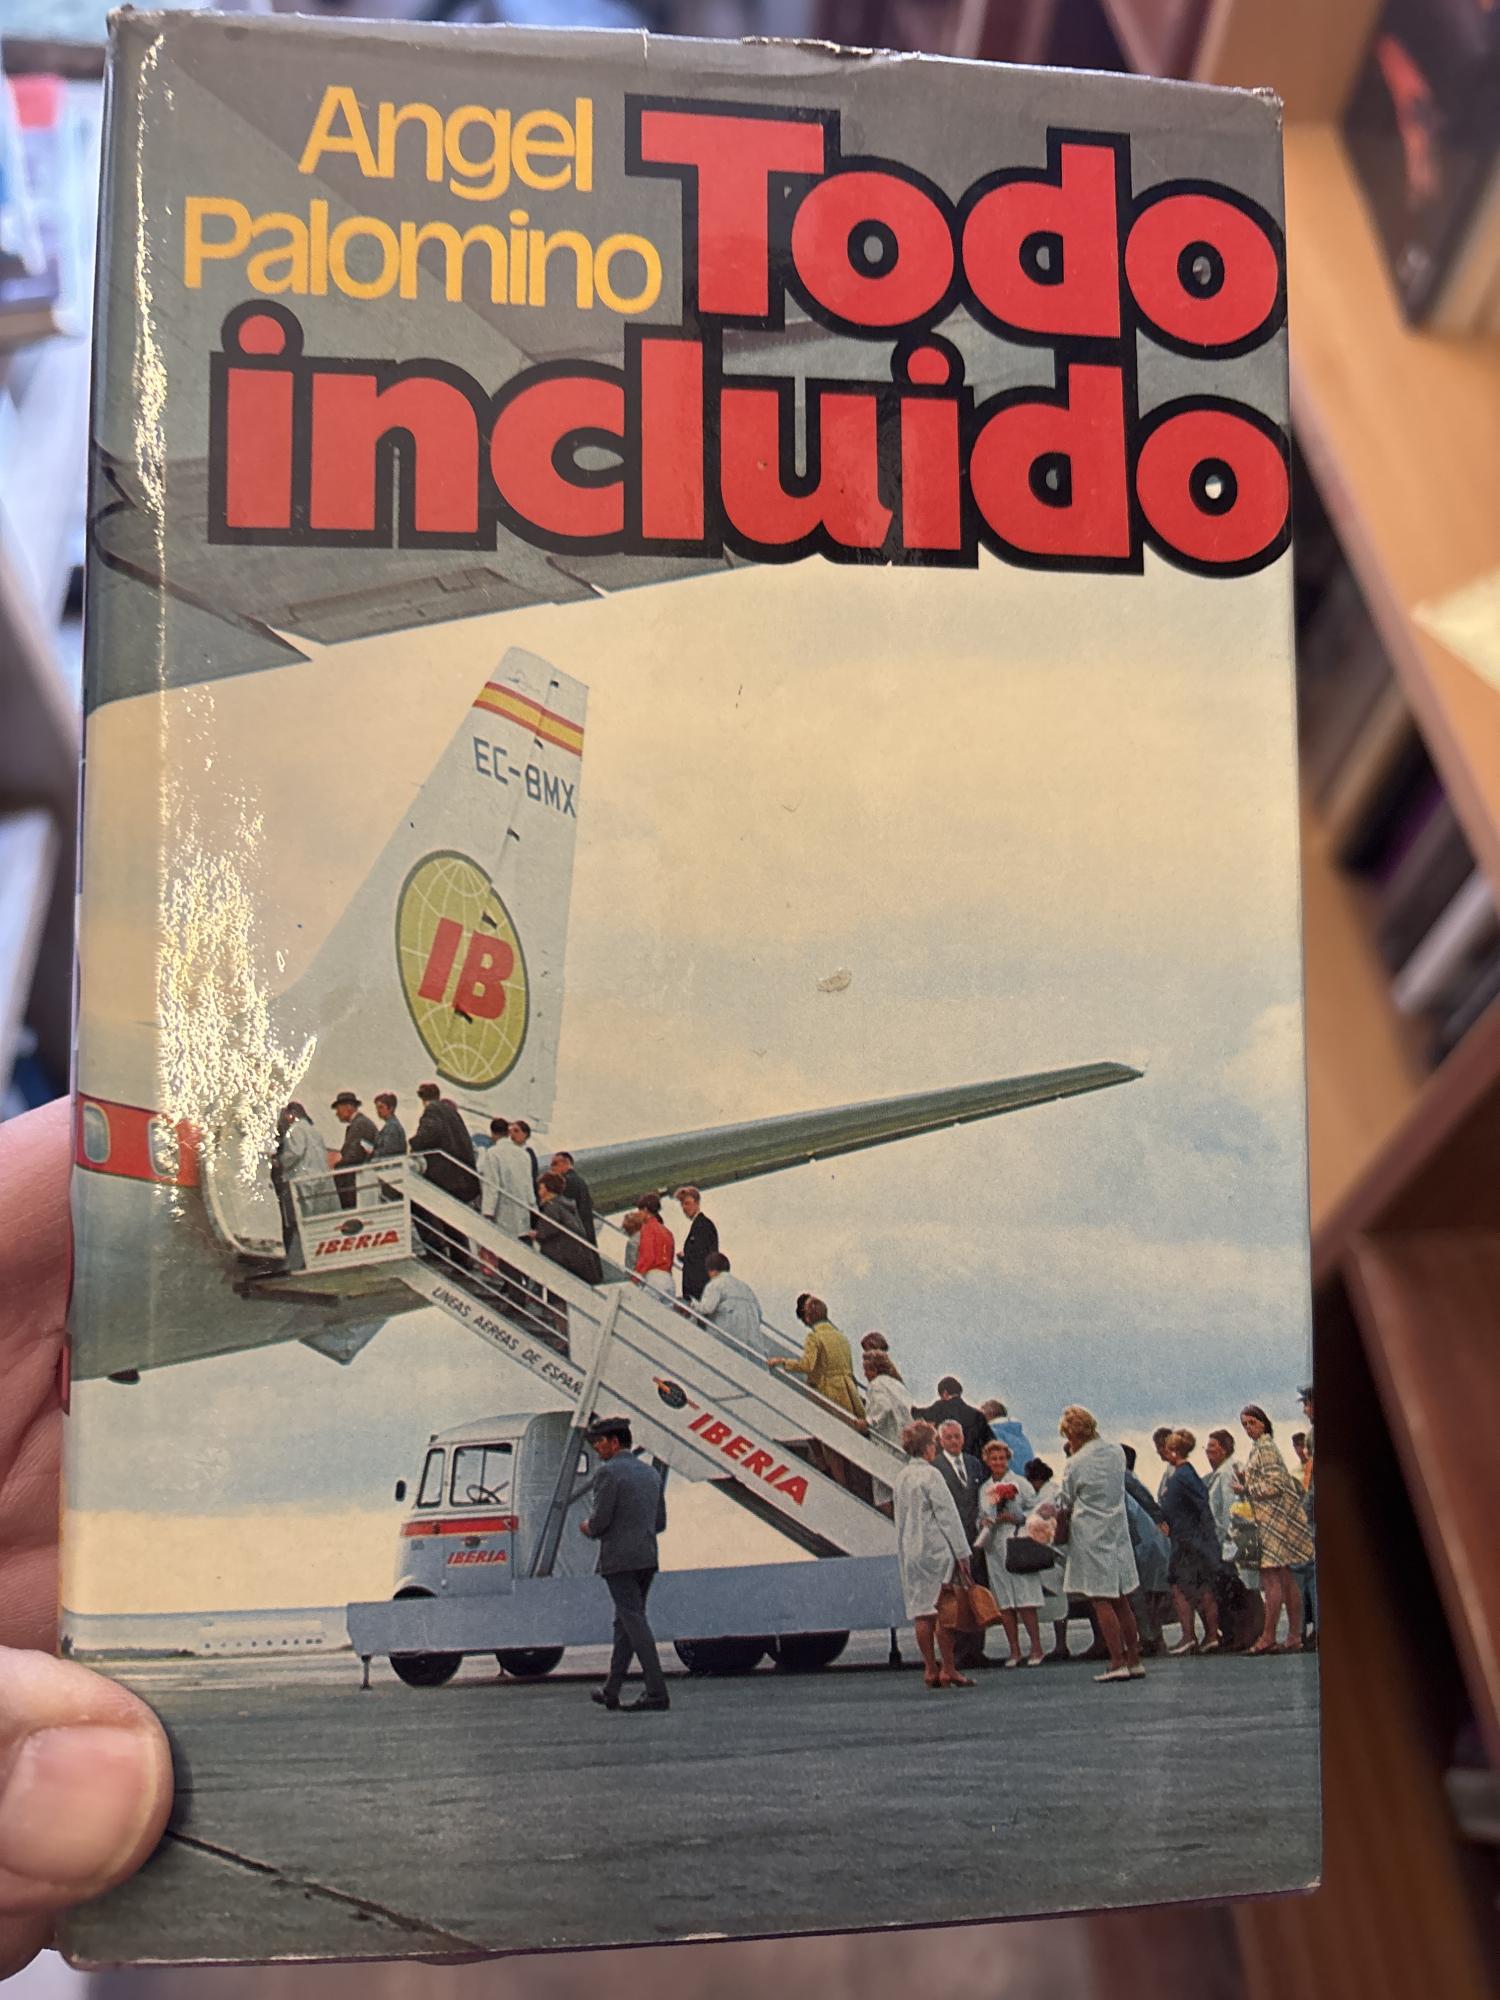 Angel
Palomino
Todo
incluido
EC-BMX
IB
IBERIA
LINEAS AEREAS DE ESPAÑ
IBERIA
IBERIA